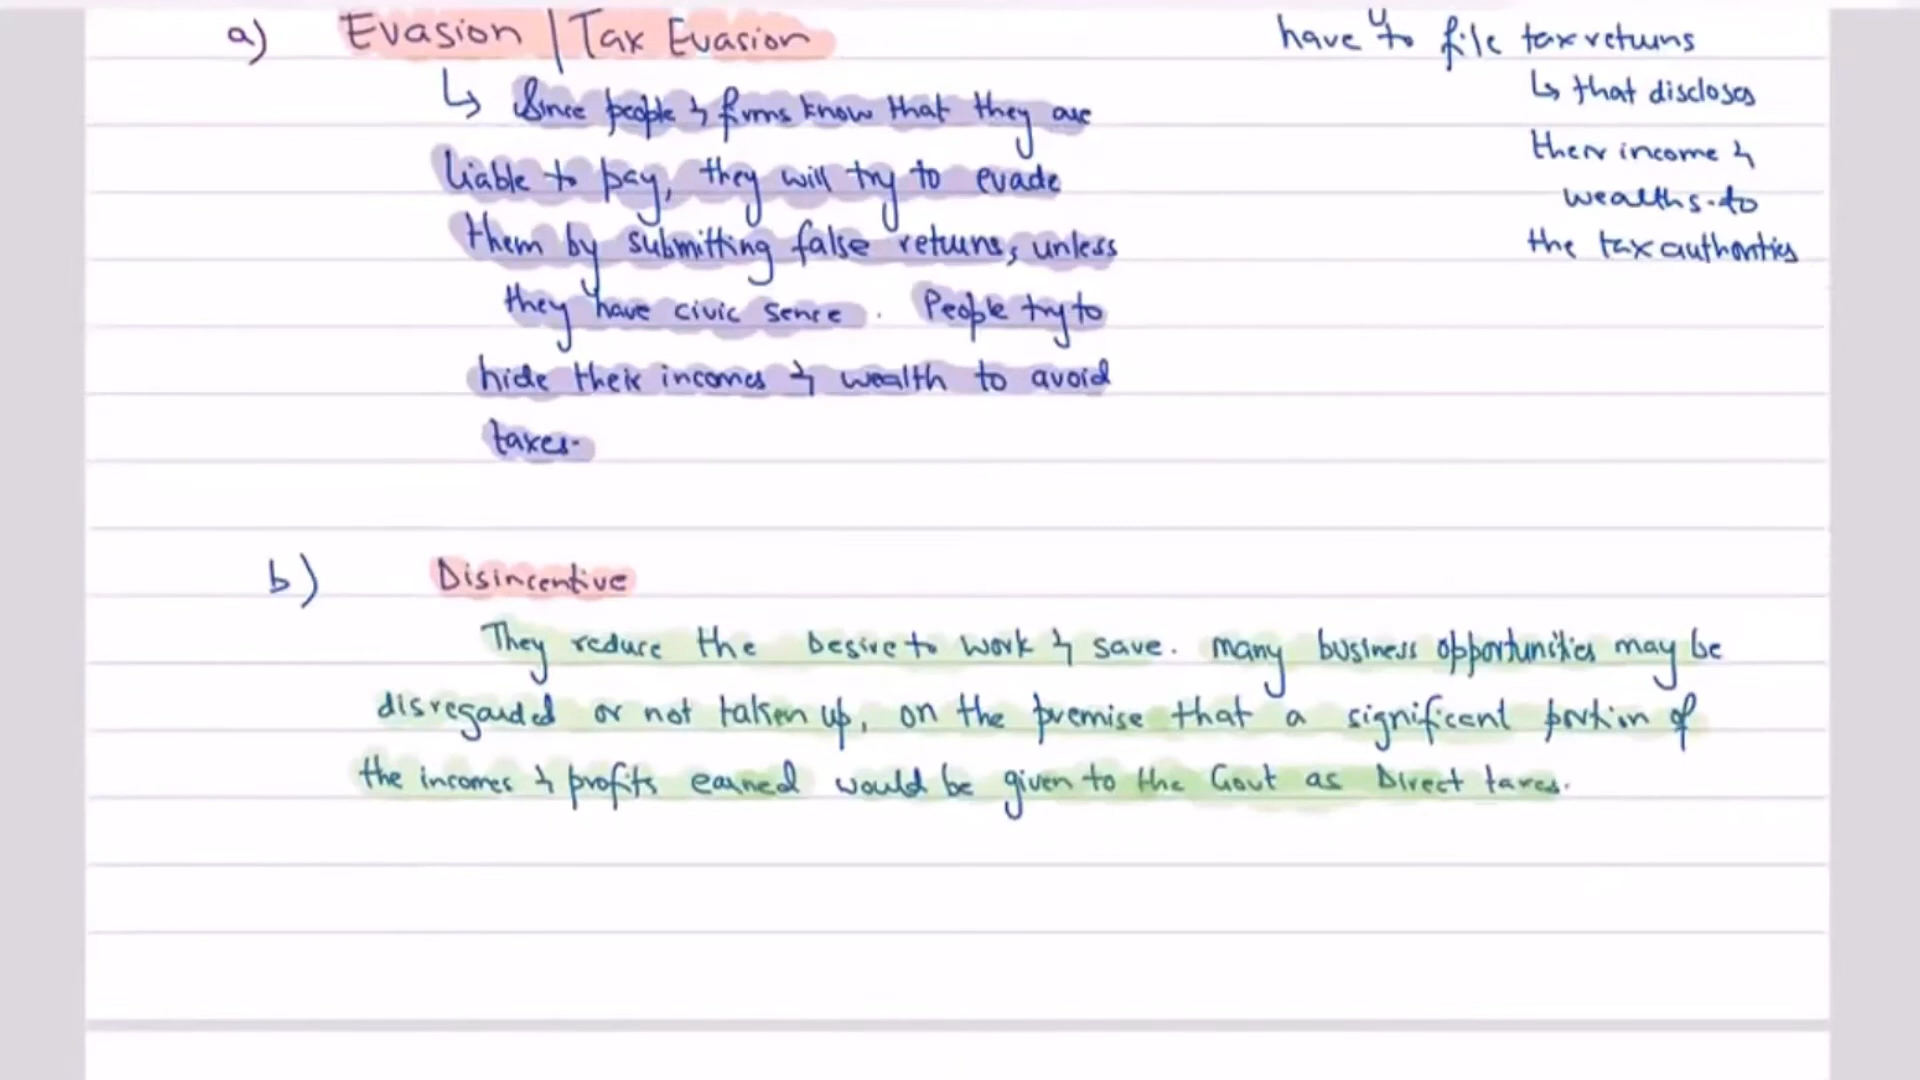 a) Evasion | Tax Evasion
↳ Since people & firms know that they are
liable to pay, they will try to evade
them by submitting false returns, unless
they have civic sence. People try to
hide their incomes & wealth to avoid
taxes.
have to file tax returns
↳ that discloses
their income &
wealths to
the tax authorities
b) Disincentive
They reduce the Desire to work & save. Many business opportunities may be
disregarded or not taken up, on the premise that a significant portion of
the incomes & profits earned would be given to the Govt as Direct taxes.